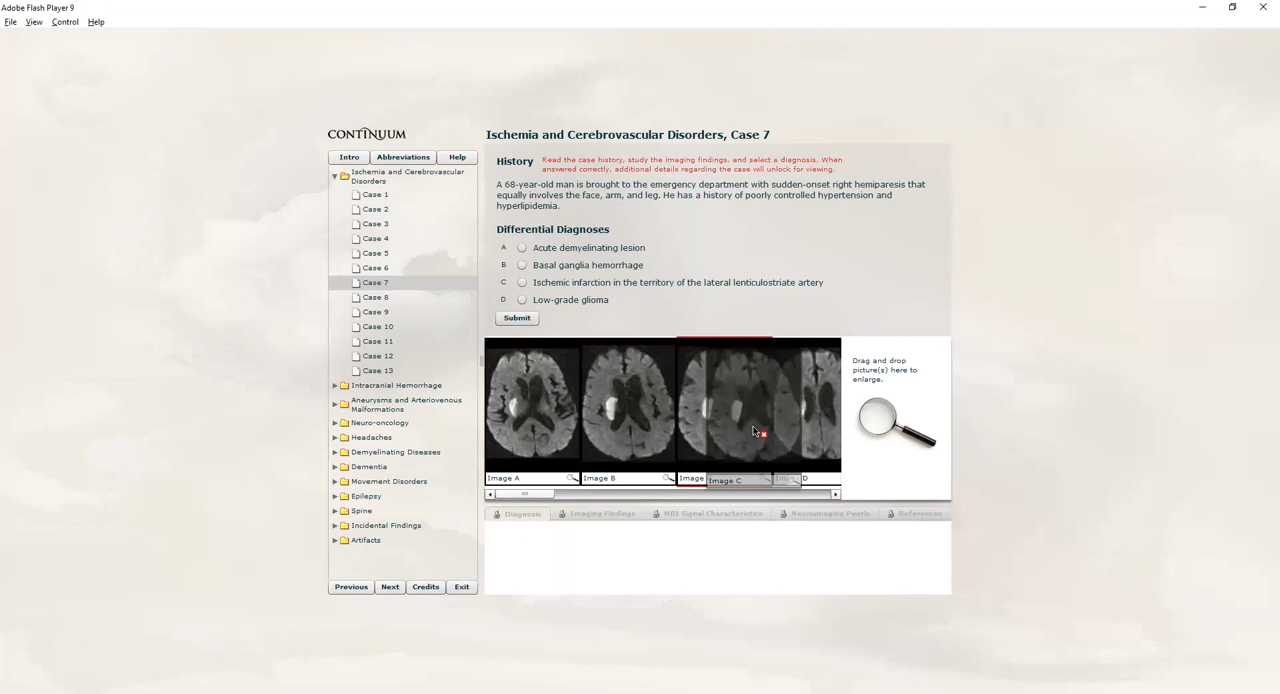 Adobe Flash Player 9
File View Control Help
CONTINUUM
Intro Abbreviations Help
Ischemia and Cerebrovascular
Disorders
Case 1
Case 2
Case 3
Case 4
Case 5
Case 6
Case 7
Case 8
Case 9
Case 10
Case 11
Case 12
Case 13
Intracranial Hemorrhage
Aneurysms and Arteriovenous
Malformations
Neuro-oncology
Headaches
Demyelinating Diseases
Dementia
Movement Disorders
Epilepsy
Spine
Incidental Findings
Artifacts
Previous Next Credits Exit
Ischemia and Cerebrovascular Disorders, Case 7
History Read the case history, study the imaging findings, and select a diagnosis. When
answered correctly, additional details regarding the case will unlock for viewing.
A 68-year-old man is brought to the emergency department with sudden-onset right hemiparesis that
equally involves the face, arm, and leg. He has a history of poorly controlled hypertension and
hyperlipidemia.
Differential Diagnoses
A Acute demyelinating lesion
B Basal ganglia hemorrhage
C Ischemic infarction in the territory of the lateral lenticulostriate artery
D Low-grade glioma
Submit
Image A Image B Image Image C D
Drag and drop
picture(s) here to
enlarge.
Diagnosis Imaging Findings MRI Signal Characteristics Neuroimaging Pearls References